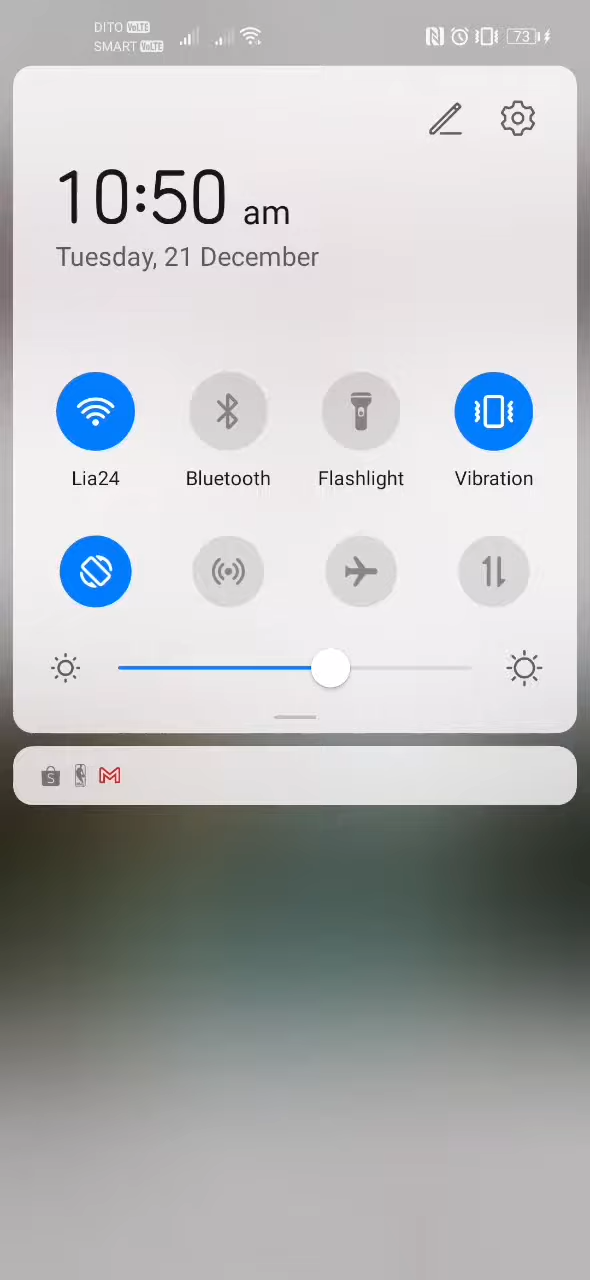 DITO VoLTE
SMART VoLTE
73
10:50 am
Tuesday, 21 December
Lia24
Bluetooth
Flashlight
Vibration
S